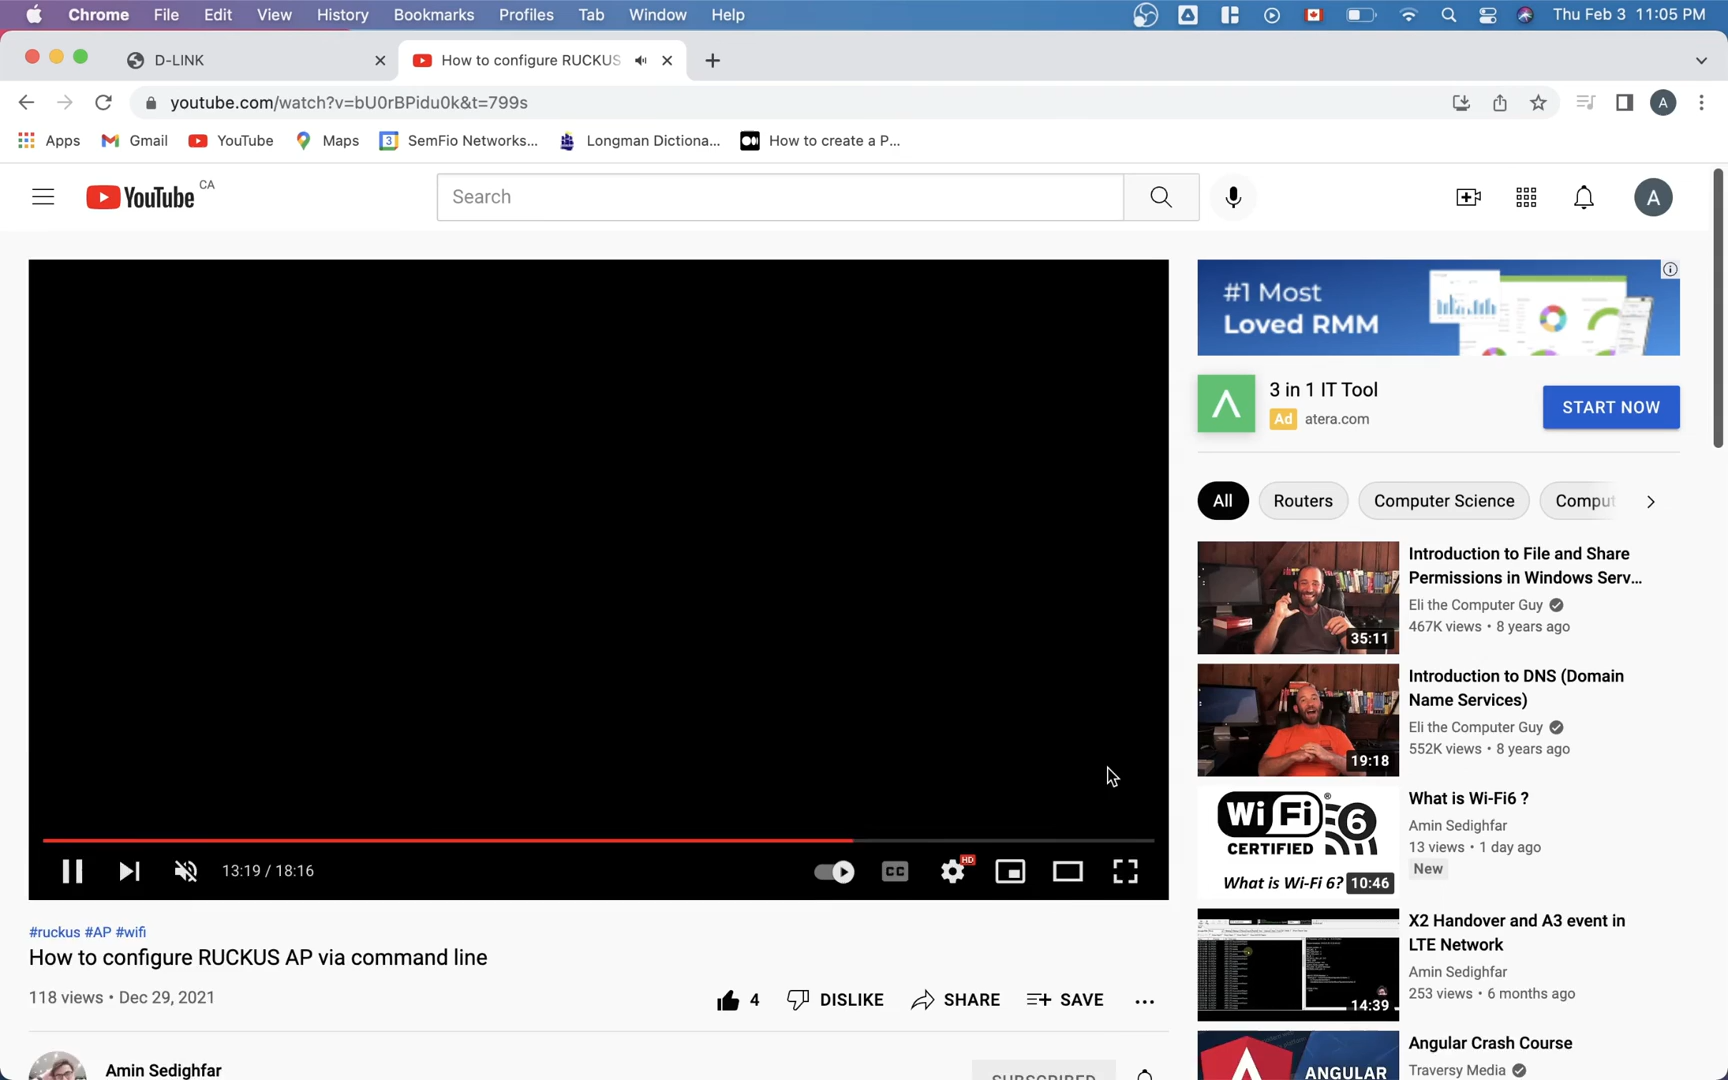 Chrome File Edit View History Bookmarks Profiles Tab Window Help Thu Feb 3 11:05 PM
D-LINK How to configure RUCKUS
youtube.com/watch?v=bU0rBPidu0k&t=799s A
Apps Gmail YouTube Maps 3 SemFio Networks... Longman Dictiona... How to create a P...
YouTube CA Search A
#1 Most
Loved RMM
3 in 1 IT Tool
Ad atera.com
START NOW
All Routers Computer Science Comput
Introduction to File and Share
Permissions in Windows Serv...
Eli the Computer Guy
467K views • 8 years ago
35:11
Introduction to DNS (Domain
Name Services)
Eli the Computer Guy
552K views • 8 years ago
19:18
Wi Fi 6
CERTIFIED
What is Wi-Fi 6? 10:46
What is Wi-Fi6 ?
Amin Sedighfar
13 views • 1 day ago
New
X2 Handover and A3 event in
LTE Network
Amin Sedighfar
253 views • 6 months ago
14:39
ANGULAR
Angular Crash Course
Traversy Media
13:19 / 18:16 CC HD
#ruckus #AP #wifi
How to configure RUCKUS AP via command line
118 views • Dec 29, 2021
4 DISLIKE SHARE SAVE
Amin Sedighfar
SUBSCRIBED